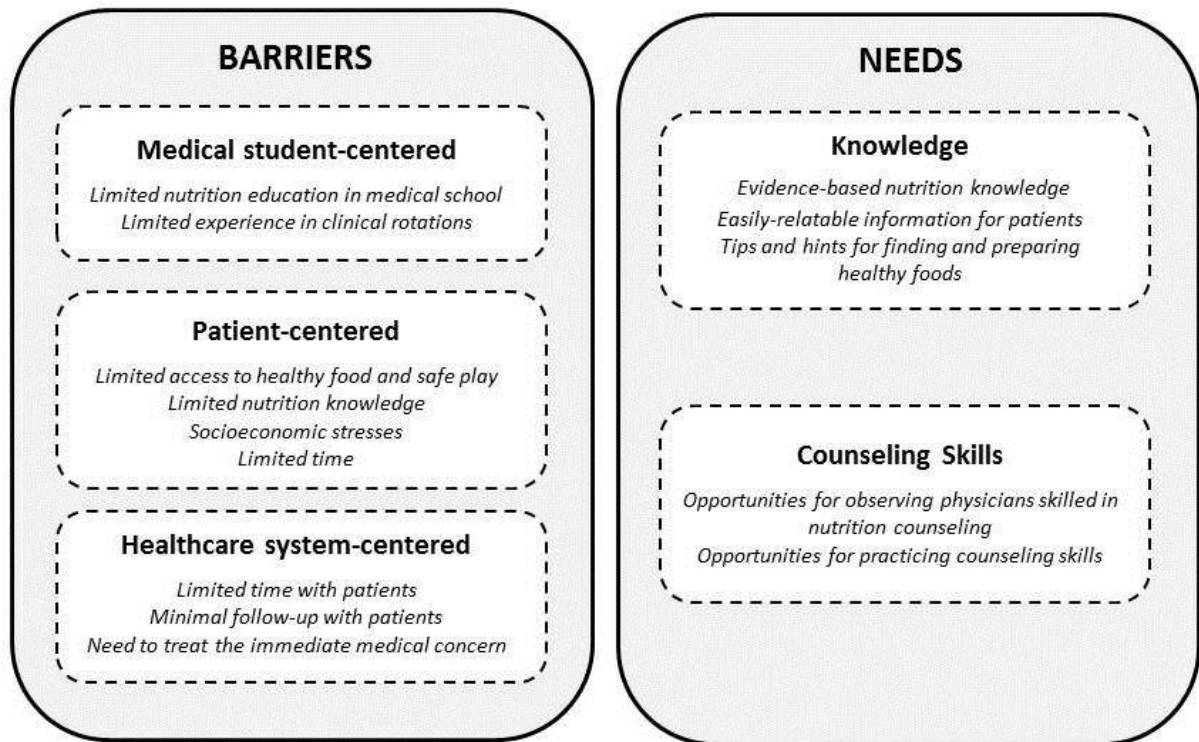 BARRIERS
Medical student-centered
Limited nutrition education in medical school
Limited experience in clinical rotations
Patient-centered
Limited access to healthy food and safe play
Limited nutrition knowledge
Socioeconomic stresses
Limited time
Healthcare system-centered
Limited time with patients
Minimal follow-up with patients
Need to treat the immediate medical concern
NEEDS
Knowledge
Evidence-based nutrition knowledge
Easily-relatable information for patients
Tips and hints for finding and preparing
healthy foods
Counseling Skills
Opportunities for observing physicians skilled in
nutrition counseling
Opportunities for practicing counseling skills